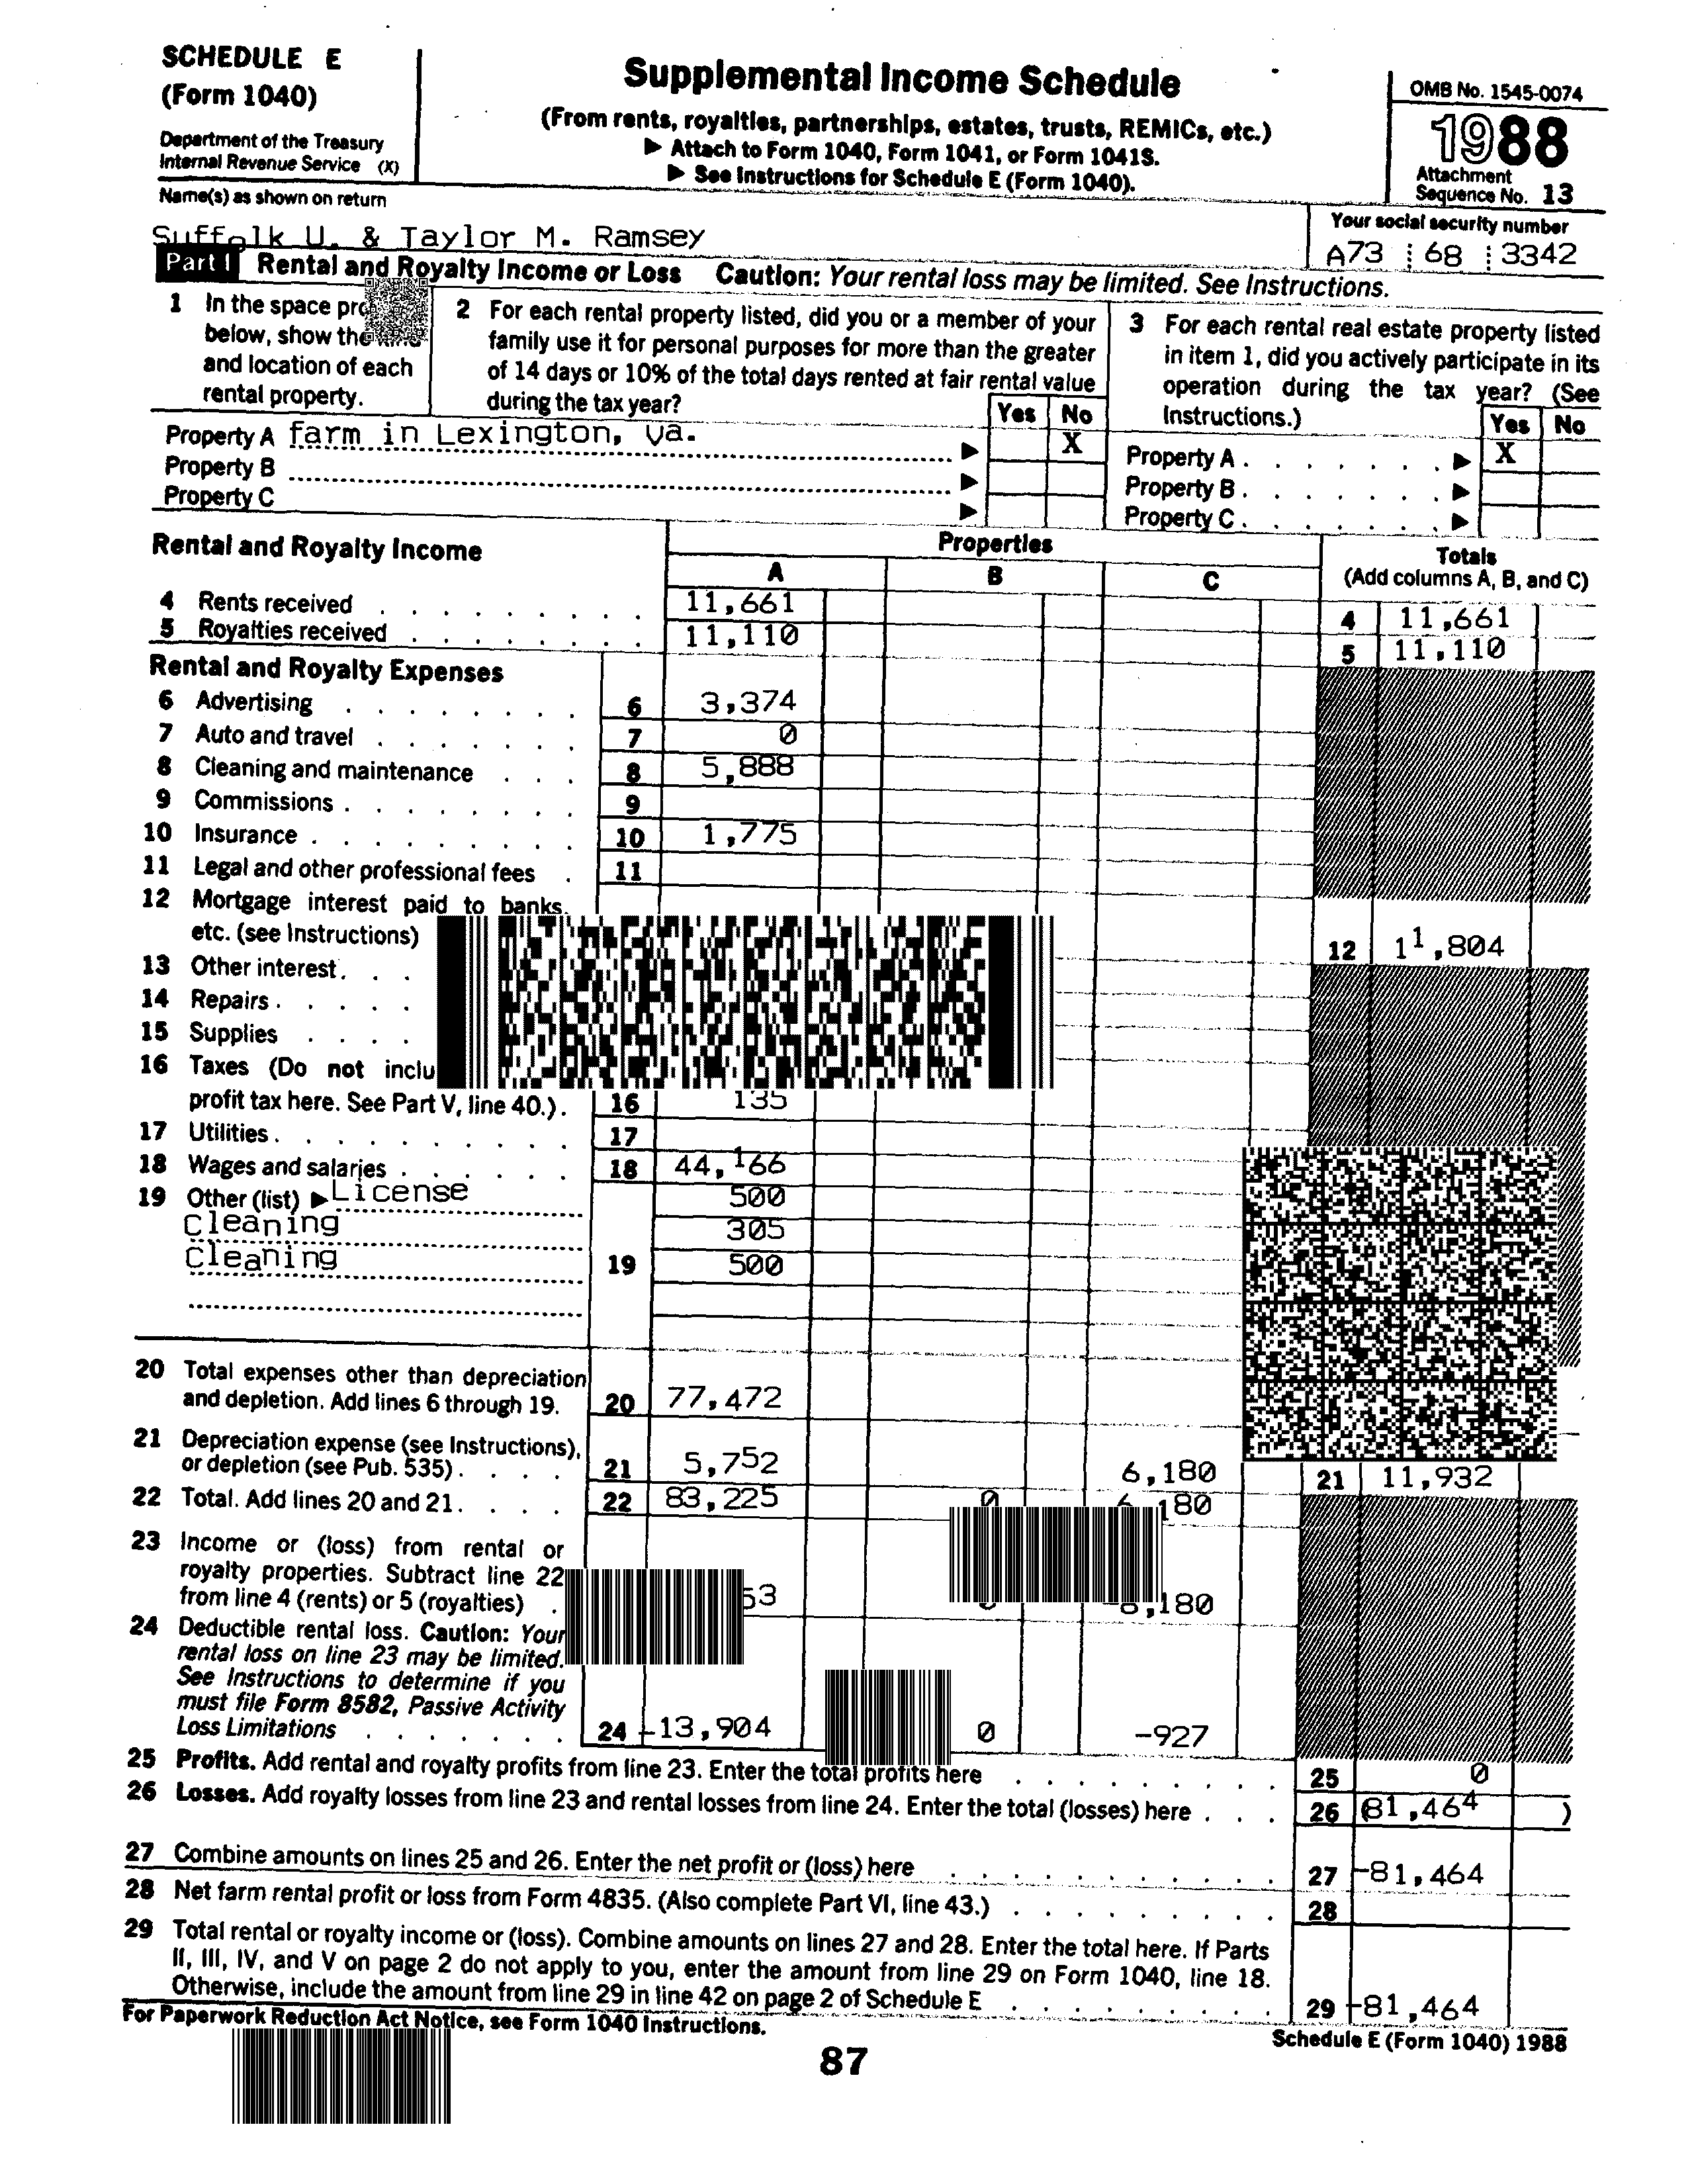 SCHEDULE E
(Form 1040)
Department of the Treasury
Internal Revenue Service (X)
Supplemental Income Schedule
(From rents, royalties, partnerships, estates, trusts, REMICs, etc.)
▶ Attach to Form 1040, Form 1041, or Form 1041S.
▶ See Instructions for Schedule E (Form 1040).
OMB No. 1545-0074
1988
Attachment
Sequence No. 13
Name(s) as shown on return
Suffolk U. & Taylor M. Ramsey
Your social security number
A73 68 3342
Part I Rental and Royalty Income or Loss Caution: Your rental loss may be limited. See Instructions.
1 In the space
below, show the
and location of each
rental property.
2 For each rental property listed, did you or a member of your
family use it for personal purposes for more than the greater
of 14 days or 10% of the total days rented at fair rental value
during the tax year?
Yes No
3 For each rental real estate property listed
in item 1, did you actively participate in its
operation during the tax year? (See
Instructions.)
Yes No
Property A farm in Lexington, va. ▶ X
Property B ▶
Property C ▶
Property A . . . . . . . ▶ X
Property B . . . . . . . ▶
Property C . . . . . . . ▶
Rental and Royalty Income
Properties
A B C
Totals
(Add columns A, B, and C)
4 Rents received . . . . . . . . 11,661 4 11,661
5 Royalties received . . . . . . . 11,110 5 11,110
Rental and Royalty Expenses
6 Advertising . . . . . . . . 6 3,374
7 Auto and travel . . . . . . . 7 0
8 Cleaning and maintenance . . . 8 5,888
9 Commissions . . . . . . . . 9
10 Insurance . . . . . . . . . 10 1,775
11 Legal and other professional fees . 11
12 Mortgage interest paid to banks,
etc. (see Instructions) 12 11,804
13 Other interest . . .
14 Repairs . . . . .
15 Supplies . . . .
16 Taxes (Do not
profit tax here. See Part V, line 40.) . 16 135
17 Utilities . . . . . . . . . . 17
18 Wages and salaries . . . . . . 18 44,166
19 Other (list) ▶ License 500
Cleaning 305
Cleaning 19 500
20 Total expenses other than depreciation
and depletion. Add lines 6 through 19. 20 77,472
21 Depreciation expense (see Instructions),
or depletion (see Pub. 535) . . . . 21 5,752 6,180 21 11,932
22 Total. Add lines 20 and 21 . . . . 22 83,225 0 6,180
23 Income or (loss) from rental or
royalty properties. Subtract line 22
from line 4 (rents) or 5 (royalties) .
24 Deductible rental loss. Caution: Your
rental loss on line 23 may be limited.
See Instructions to determine if you
must file Form 8582, Passive Activity
Loss Limitations . . . . . . . 24 -13,904 0 -927
25 Profits. Add rental and royalty profits from line 23. Enter the total profits here . . . . . . . . . 25 0
26 Losses. Add royalty losses from line 23 and rental losses from line 24. Enter the total (losses) here . . . 26 (81,464 )
27 Combine amounts on lines 25 and 26. Enter the net profit or (loss) here . . . . . . . . . . . 27 -81,464
28 Net farm rental profit or loss from Form 4835. (Also complete Part VI, line 43.) . . . . . . . . . 28
29 Total rental or royalty income or (loss). Combine amounts on lines 27 and 28. Enter the total here. If Parts
II, III, IV, and V on page 2 do not apply to you, enter the amount from line 29 on Form 1040, line 18.
Otherwise, include the amount from line 29 in line 42 on page 2 of Schedule E . . . . . . . . . 29 -81,464
For Paperwork Reduction Act Notice, see Form 1040 Instructions.
Schedule E (Form 1040) 1988
87